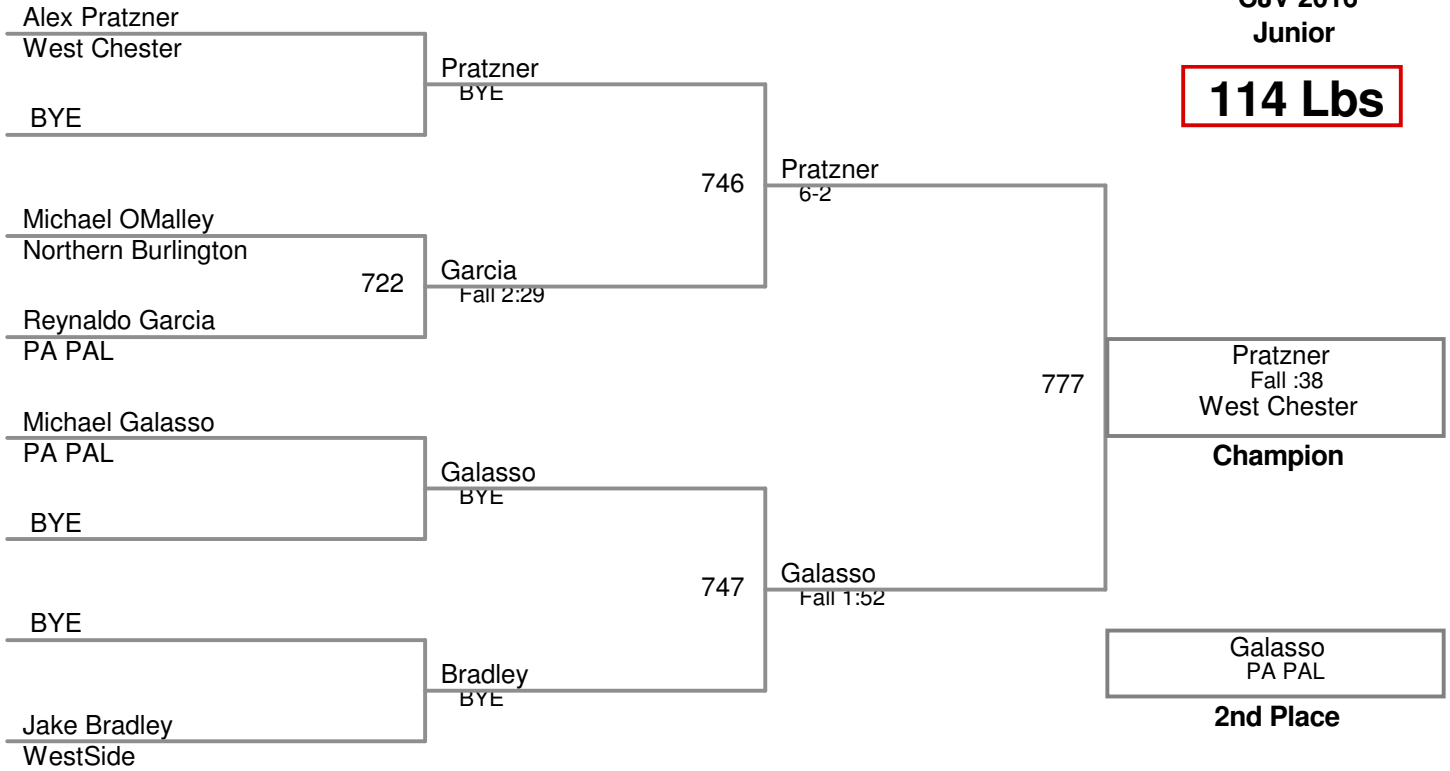 Junior
114 Lbs
Alex Pratzner
West Chester
BYE
Pratzner
BYE
Michael OMalley
Northern Burlington
722
Reynaldo Garcia
PA PAL
Garcia
Fall 2:29
746
Pratzner
6-2
Michael Galasso
PA PAL
BYE
Galasso
BYE
BYE
Jake Bradley
WestSide
Bradley
BYE
747
Galasso
Fall 1:52
777
Pratzner
Fall :38
West Chester
Champion
Galasso
PA PAL
2nd Place